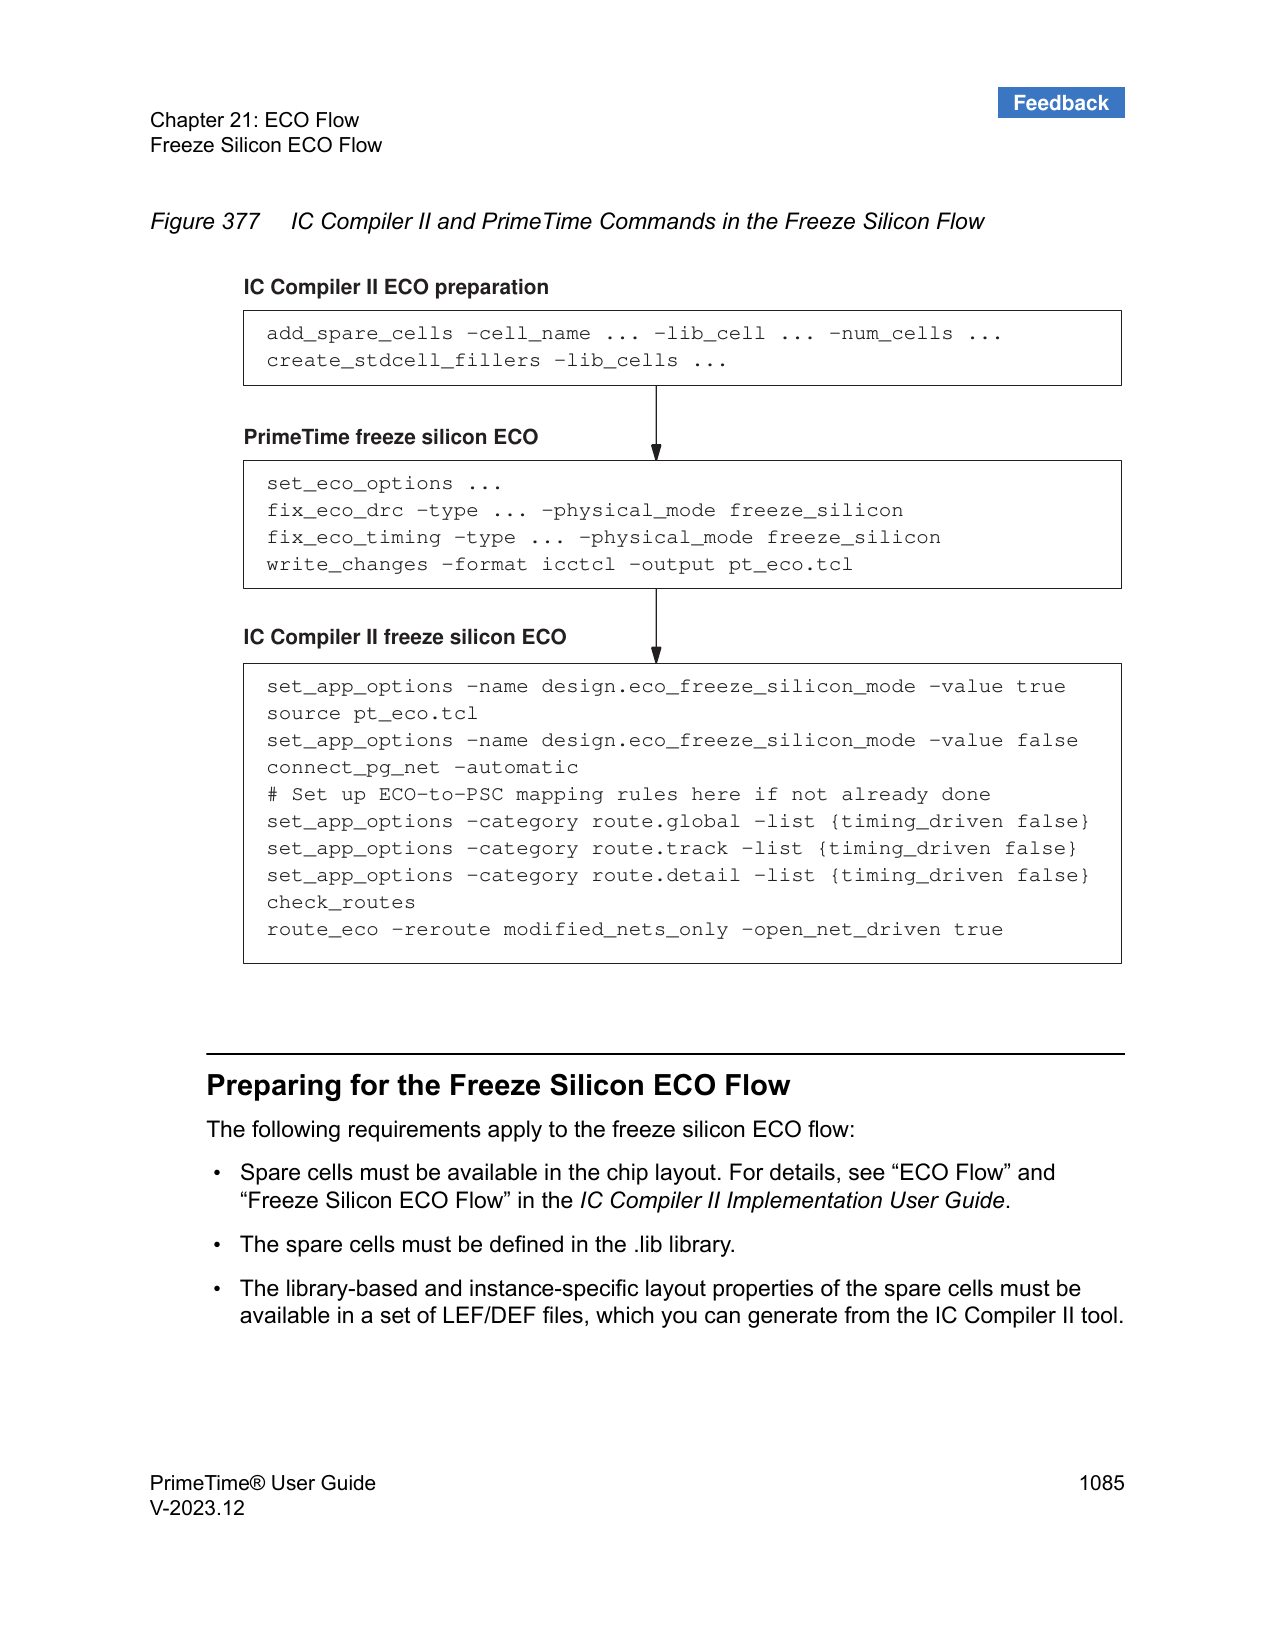 Feedback
Chapter 21: ECO Flow
Freeze Silicon ECO Flow
Figure 377 IC Compiler II and PrimeTime Commands in the Freeze Silicon Flow
IC Compiler II ECO preparation
add_spare_cells -cell_name ... -lib_cell ... -num_cells ...
create_stdcell_fillers -lib_cells ...
PrimeTime freeze silicon ECO
set_eco_options ...
fix_eco_drc -type ... -physical_mode freeze_silicon
fix_eco_timing -type ... -physical_mode freeze_silicon
write_changes -format icctcl -output pt_eco.tcl
IC Compiler II freeze silicon ECO
set_app_options -name design.eco_freeze_silicon_mode -value true
source pt_eco.tcl
set_app_options -name design.eco_freeze_silicon_mode -value false
connect_pg_net -automatic
# Set up ECO-to-PSC mapping rules here if not already done
set_app_options -category route.global -list {timing_driven false}
set_app_options -category route.track -list {timing_driven false}
set_app_options -category route.detail -list {timing_driven false}
check_routes
route_eco -reroute modified_nets_only -open_net_driven true
Preparing for the Freeze Silicon ECO Flow
The following requirements apply to the freeze silicon ECO flow:
• Spare cells must be available in the chip layout. For details, see “ECO Flow” and
“Freeze Silicon ECO Flow” in the IC Compiler II Implementation User Guide.
• The spare cells must be defined in the .lib library.
• The library-based and instance-specific layout properties of the spare cells must be
available in a set of LEF/DEF files, which you can generate from the IC Compiler II tool.
PrimeTime® User Guide 1085
V-2023.12